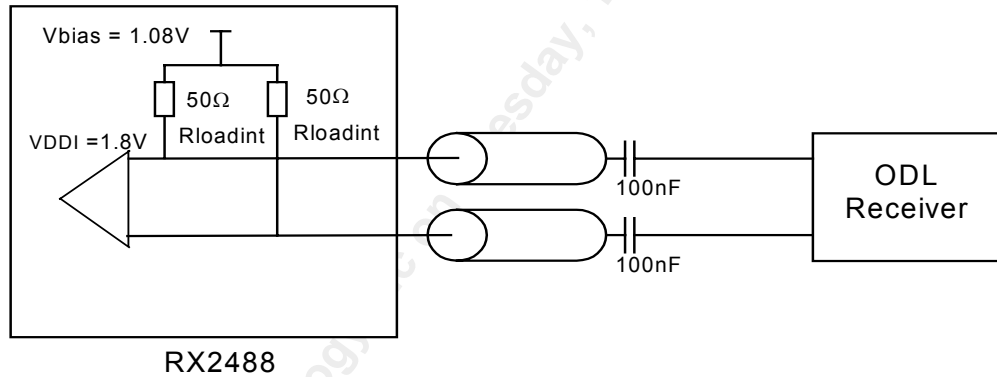 Vbias = 1.08V
50Ω
50Ω
Rloadint
Rloadint
VDDI =1.8V
100nF
100nF
ODL
Receiver
RX2488